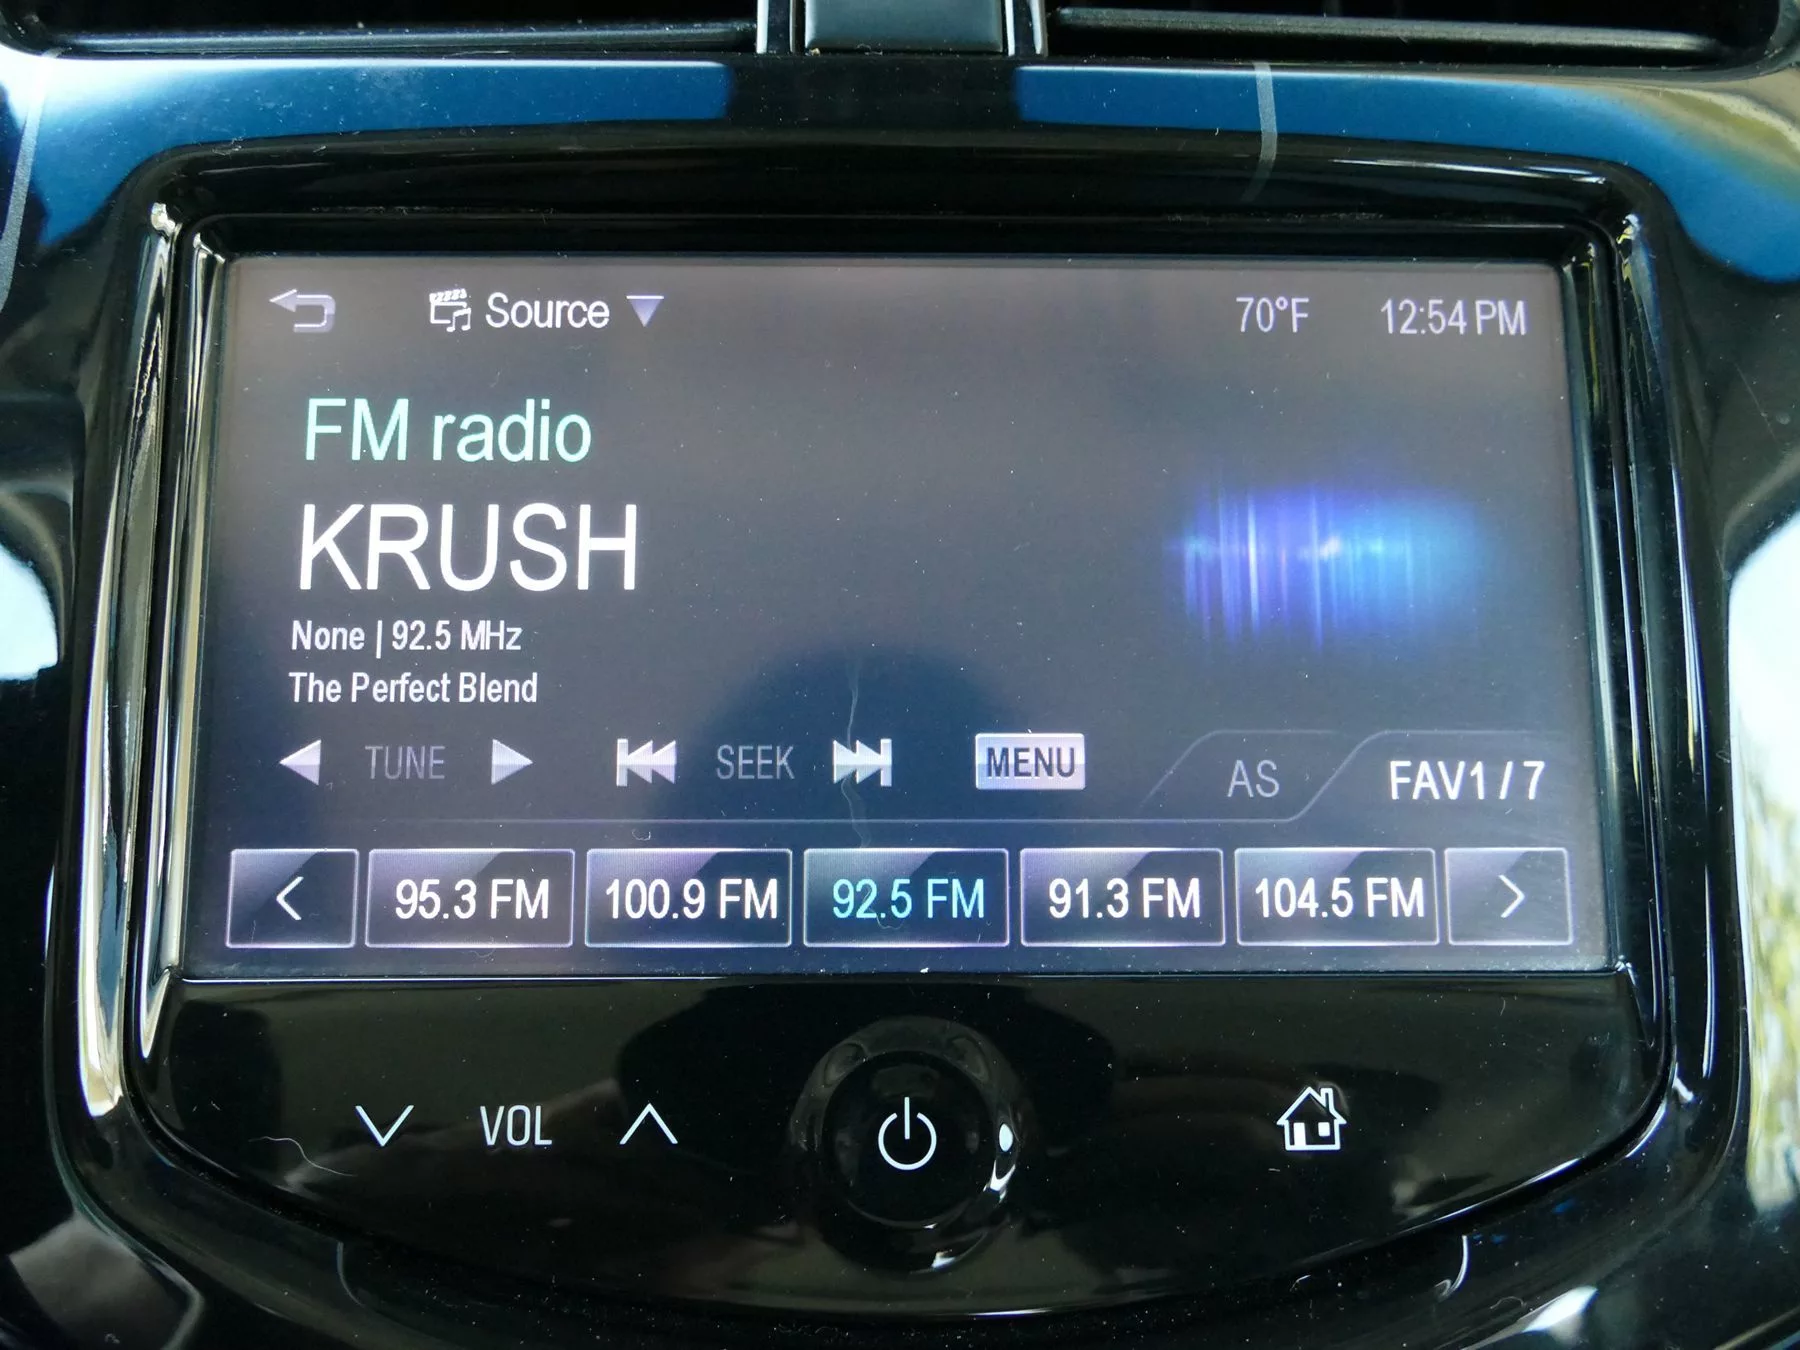 Source 70°F 12:54 PM
FM radio
KRUSH
None | 92.5 MHz
The Perfect Blend
TUNE SEEK MENU AS FAV1 / 7
< 95.3 FM 100.9 FM 92.5 FM 91.3 FM 104.5 FM >
VOL